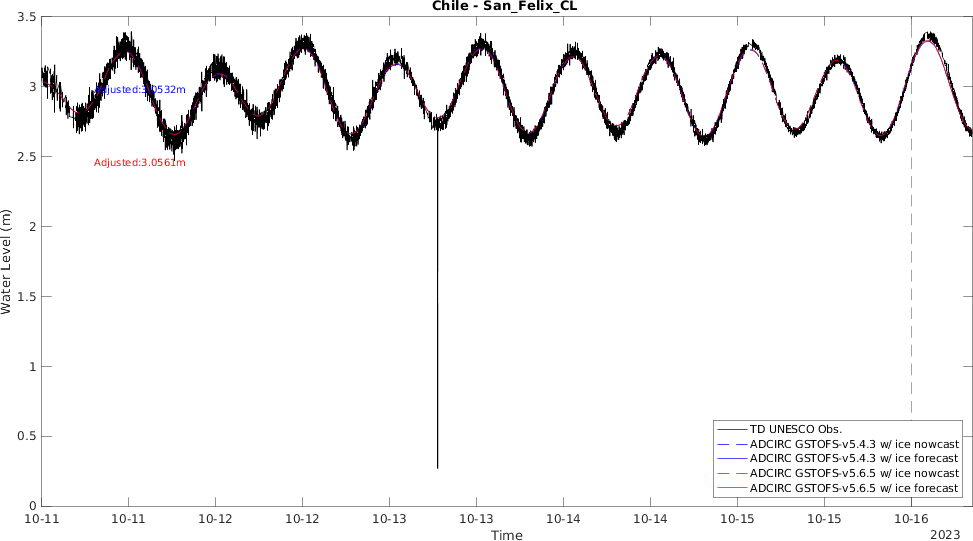 Chile - San_Felix_CL
3.5
3
2.5
2
1.5
1
0.5
0
Water Level (m)
Adjusted:3.0532m
Adjusted:3.0561m
TD UNESCO Obs.
ADCIRC GSTOFS-v5.4.3 w/ ice nowcast
ADCIRC GSTOFS-v5.4.3 w/ ice forecast
ADCIRC GSTOFS-v5.6.5 w/ ice nowcast
ADCIRC GSTOFS-v5.6.5 w/ ice forecast
10-11 10-11 10-12 10-12 10-13 10-13 10-14 10-14 10-15 10-15 10-16
Time
2023